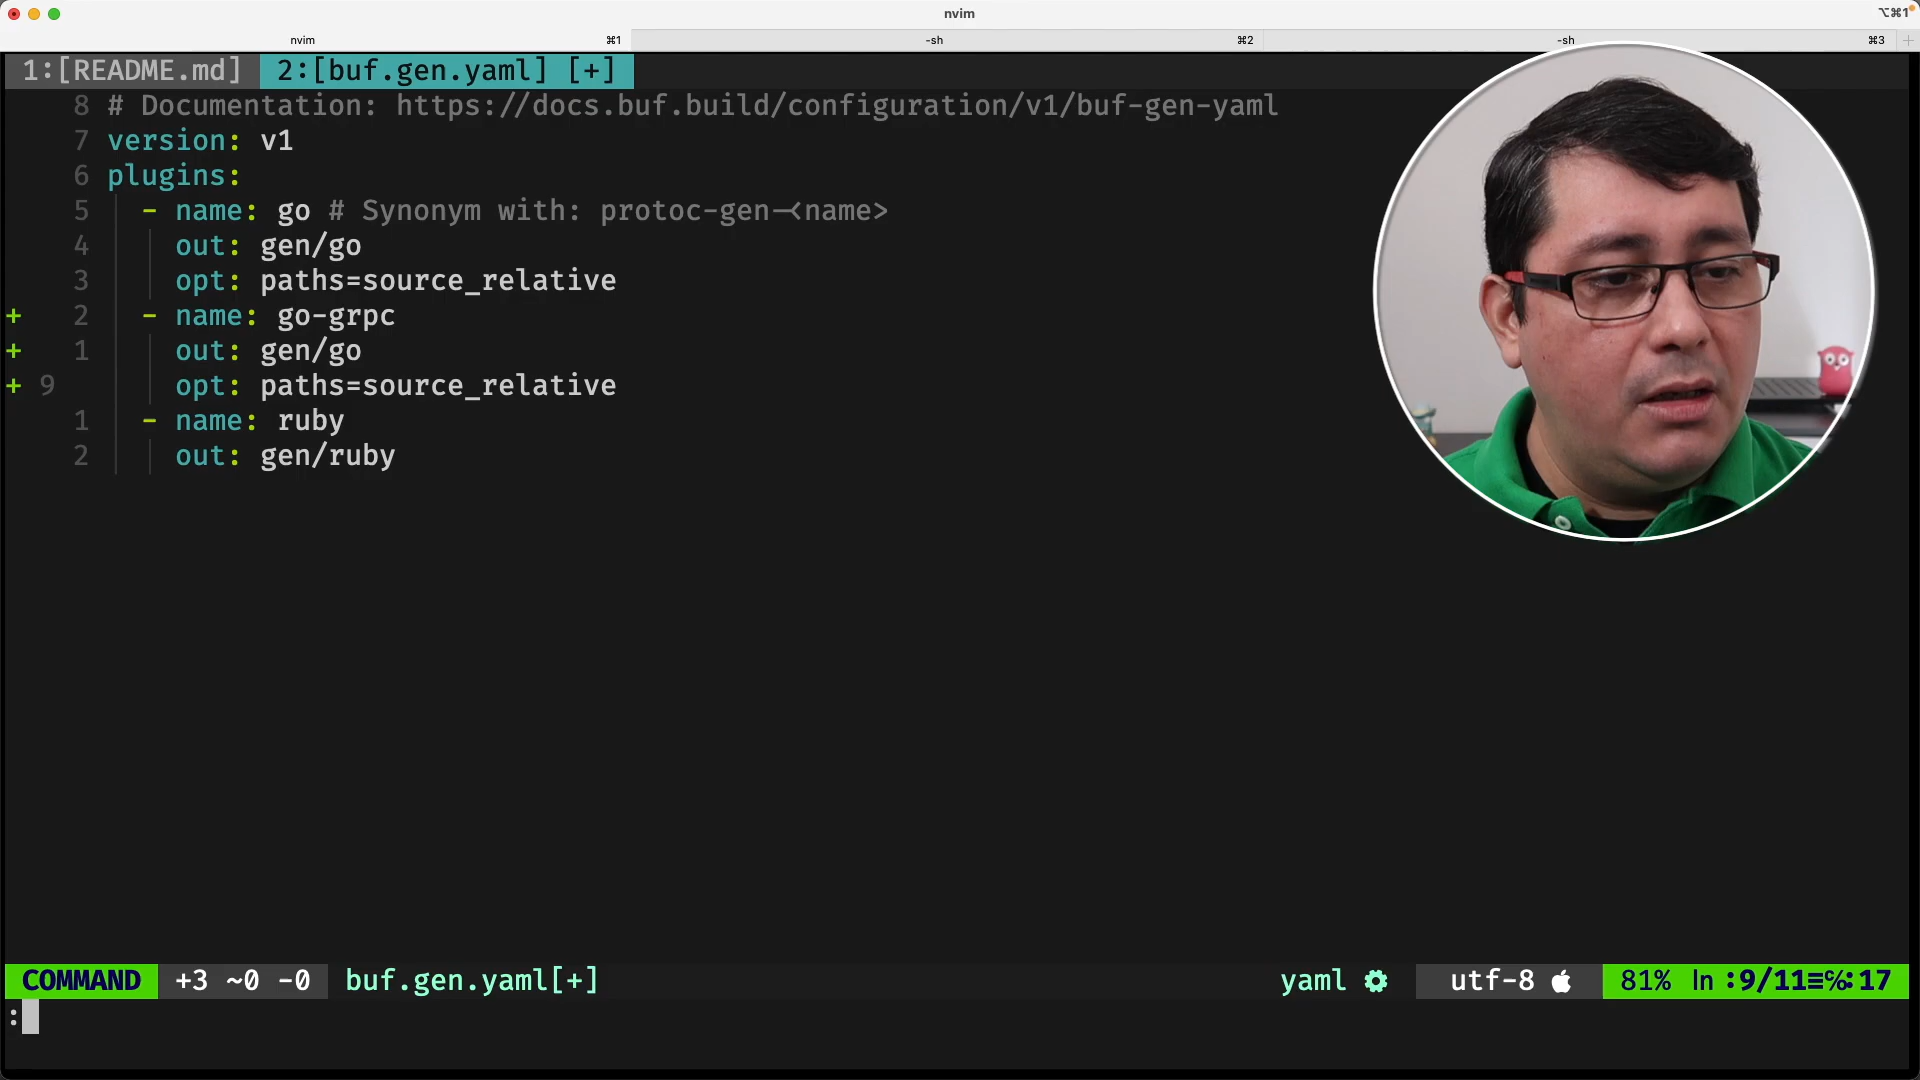 nvim
⌥⌘1
nvim ⌘1 -sh ⌘2 -sh ⌘3 +
1:[README.md] 2:[buf.gen.yaml] [+]
8 # Documentation: https://docs.buf.build/configuration/v1/buf-gen-yaml
7 version: v1
6 plugins:
5 - name: go # Synonym with: protoc-gen-<name>
4 out: gen/go
3 opt: paths=source_relative
+ 2 - name: go-grpc
+ 1 out: gen/go
+ 9 opt: paths=source_relative
1 - name: ruby
2 out: gen/ruby
COMMAND +3 ~0 -0 buf.gen.yaml[+] yaml utf-8 81% ln :9/11≡℅:17
: